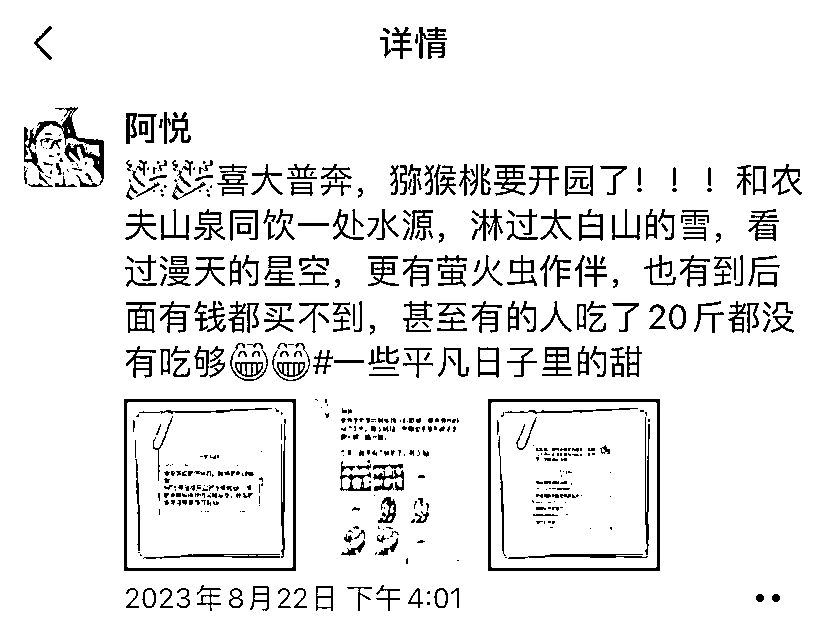 详情
阿悦
🎉🎉喜大普奔，猕猴桃要开园了！！！和农
夫山泉同饮一处水源，淋过太白山的雪，看
过漫天的星空，更有萤火虫作伴，也有到后
面有钱都买不到，甚至有的人吃了20斤都没
有吃够😁😁#一些平凡日子里的甜
2023年8月22日 下午4:01